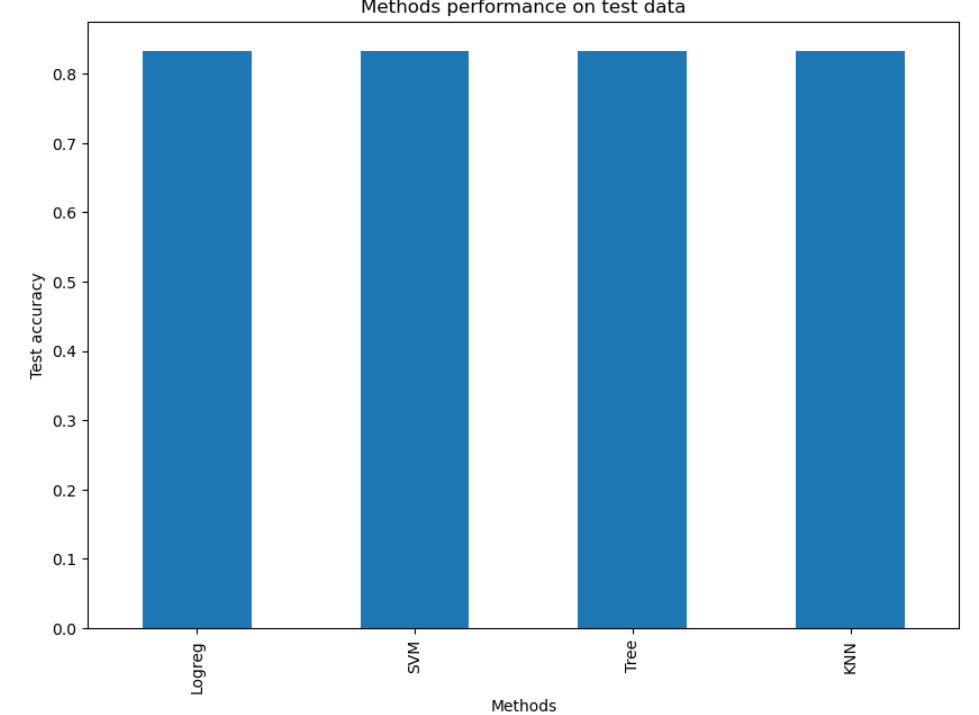 Methods performance on test data
Test accuracy
0.8
0.7
0.6
0.5
0.4
0.3
0.2
0.1
0.0
Logreg
SVM
Tree
KNN
Methods